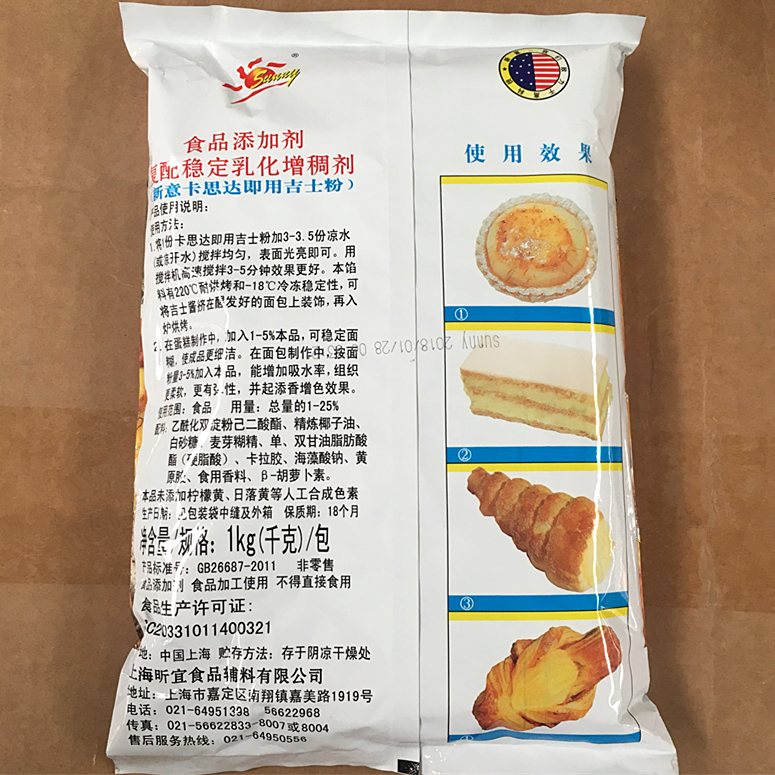 Sunny
®
食品添加剂
复配稳定乳化增稠剂
(新意卡思达即用吉士粉)
产品使用说明:
使用方法:
1、将1份卡思达即用吉士粉加3-3.5份凉水
(或凉开水)搅拌均匀，表面光亮即可。用
搅拌机高速搅拌3-5分钟效果更好。本馅
料有220℃耐烘烤和-18℃冷冻稳定性，可
将吉士酱挤在配发好的面包上装饰，再入
炉烘烤。
2、在蛋糕制作中，加入1-5%本品，可稳定面
糊，使成品更细洁。在面包制作中，按面
粉量3-5%加入本品，能增加吸水率，组织
更柔软，更有弹性，并起添香增色效果。
使用范围：食品 用量：总量的1-25%
配料：乙酰化双淀粉己二酸酯、精炼椰子油、
白砂糖、麦芽糊精、单、双甘油脂肪酸
酯（硬脂酸）、卡拉胶、海藻酸钠、黄
原胶、食用香料、β-胡萝卜素。
本品未添加柠檬黄、日落黄等人工合成色素
生产日期：见包装袋中缝及外箱 保质期：18个月
净含量/规格：1kg(千克)/包
产品标准号：GB26687-2011 非零售
食品添加剂 食品加工使用 不得直接食用
食品生产许可证：
SC20331011400321
产地：中国上海 贮存方法：存于阴凉干燥处
上海昕宜食品辅料有限公司
地址：上海市嘉定区南翔镇嘉美路1919号
电话：021-64951398 56622968
传真：021-56622833-8007或8004
售后服务热线：021-64950556
sunny 2018/01/28
使用效果
①
②
③